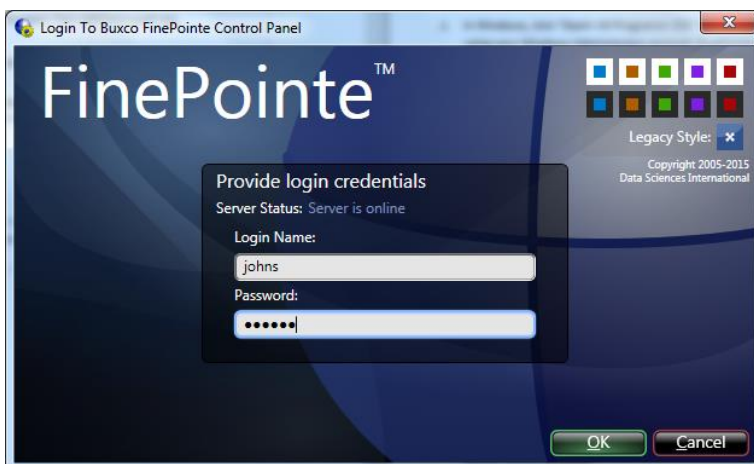 Login To Buxco FinePointe Control Panel
FinePointe™
Legacy Style:
Copyright 2005-2015
Data Sciences International
Provide login credentials
Server Status: Server is online
Login Name:
johns
Password:
●●●●●●
OK
Cancel